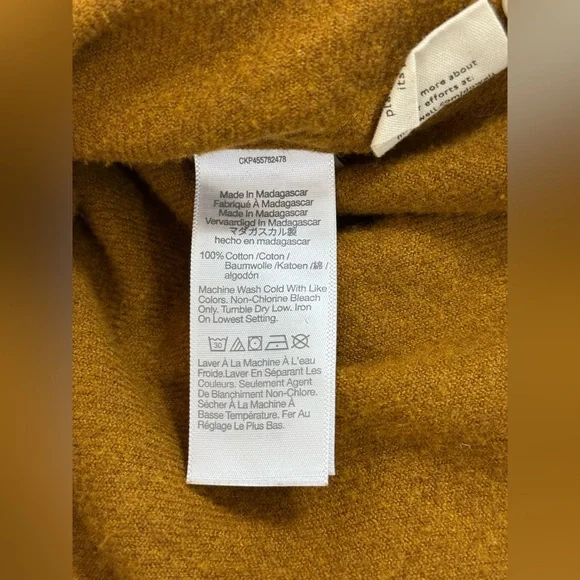 CKP455782478
Made In Madagascar
Fabriqué À Madagascar
Made In Madagascar
Vervaardigd In Madagascar
マダガスカル製
hecho en madagascar
100% Cotton /Coton/
Baumwolle /Katoen /綿 /
algodón
Machine Wash Cold With Like
Colors. Non-Chlorine Bleach
Only. Tumble Dry Low. Iron
On Lowest Setting.
30
Laver À La Machine À L'eau
Froide.Laver En Séparant Les
Couleurs. Seulement Agent
De Blanchiment Non-Chlore.
Sécher À La Machine À
Basse Température. Fer Au
Réglage Le Plus Bas.
its
more about
efforts at: